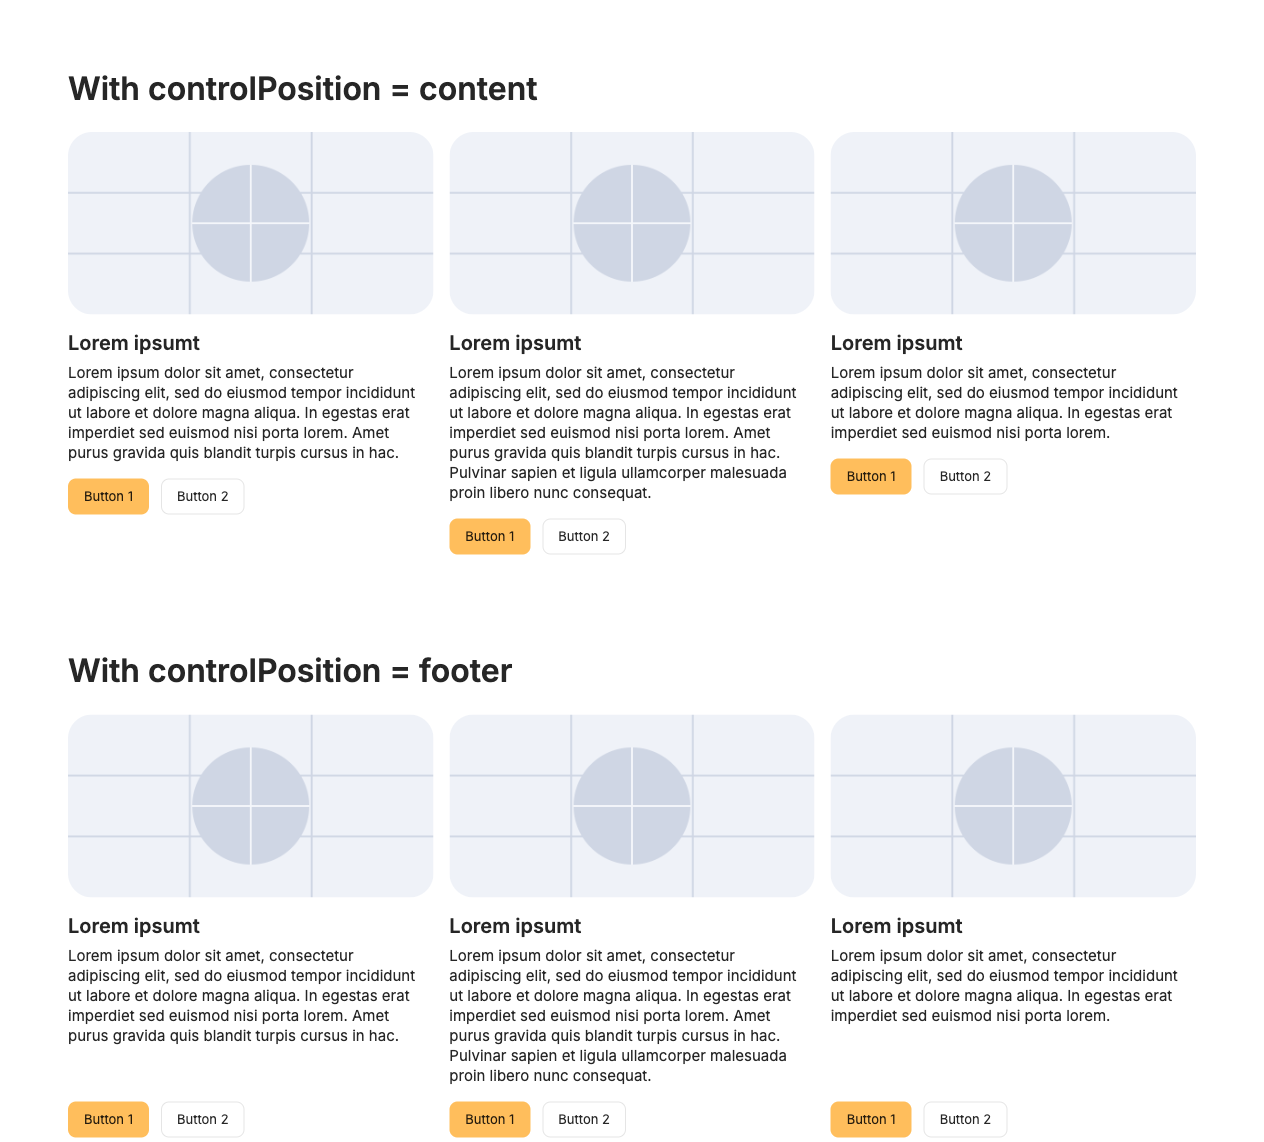 With controlPosition = content
Lorem ipsumt
Lorem ipsum dolor sit amet, consectetur
adipiscing elit, sed do eiusmod tempor incididunt
ut labore et dolore magna aliqua. In egestas erat
imperdiet sed euismod nisi porta lorem. Amet
purus gravida quis blandit turpis cursus in hac.
Button 1
Button 2
Lorem ipsumt
Lorem ipsum dolor sit amet, consectetur
adipiscing elit, sed do eiusmod tempor incididunt
ut labore et dolore magna aliqua. In egestas erat
imperdiet sed euismod nisi porta lorem. Amet
purus gravida quis blandit turpis cursus in hac.
Pulvinar sapien et ligula ullamcorper malesuada
proin libero nunc consequat.
Button 1
Button 2
Lorem ipsumt
Lorem ipsum dolor sit amet, consectetur
adipiscing elit, sed do eiusmod tempor incididunt
ut labore et dolore magna aliqua. In egestas erat
imperdiet sed euismod nisi porta lorem.
Button 1
Button 2
With controlPosition = footer
Lorem ipsumt
Lorem ipsum dolor sit amet, consectetur
adipiscing elit, sed do eiusmod tempor incididunt
ut labore et dolore magna aliqua. In egestas erat
imperdiet sed euismod nisi porta lorem. Amet
purus gravida quis blandit turpis cursus in hac.
Button 1
Button 2
Lorem ipsumt
Lorem ipsum dolor sit amet, consectetur
adipiscing elit, sed do eiusmod tempor incididunt
ut labore et dolore magna aliqua. In egestas erat
imperdiet sed euismod nisi porta lorem. Amet
purus gravida quis blandit turpis cursus in hac.
Pulvinar sapien et ligula ullamcorper malesuada
proin libero nunc consequat.
Button 1
Button 2
Lorem ipsumt
Lorem ipsum dolor sit amet, consectetur
adipiscing elit, sed do eiusmod tempor incididunt
ut labore et dolore magna aliqua. In egestas erat
imperdiet sed euismod nisi porta lorem.
Button 1
Button 2